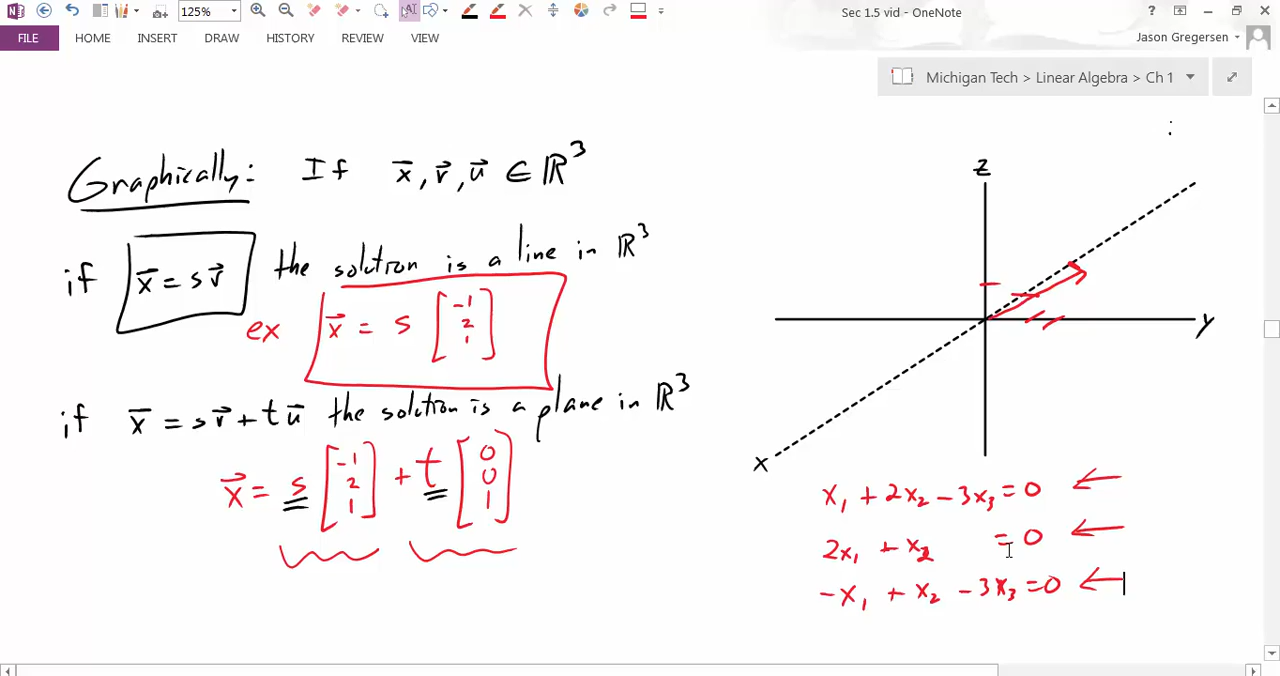 125%
Sec 1.5 vid - OneNote
?
FILE HOME INSERT DRAW HISTORY REVIEW VIEW
Jason Gregersen
Michigan Tech > Linear Algebra > Ch 1
Graphically: If x⃗, v⃗, u⃗ ∈ ℝ³
if x⃗ = sv⃗ the solution is a line in ℝ³
ex x⃗ = s [-1 2 1]
if x⃗ = sv⃗ + tu⃗ the solution is a plane in ℝ³
x⃗ = s [-1 2 1] + t [0 0 1]
z
y
x
x₁ + 2x₂ - 3x₃ = 0 ←
2x₁ + x₂ = 0 ←
-x₁ + x₂ - 3x₃ = 0 ←